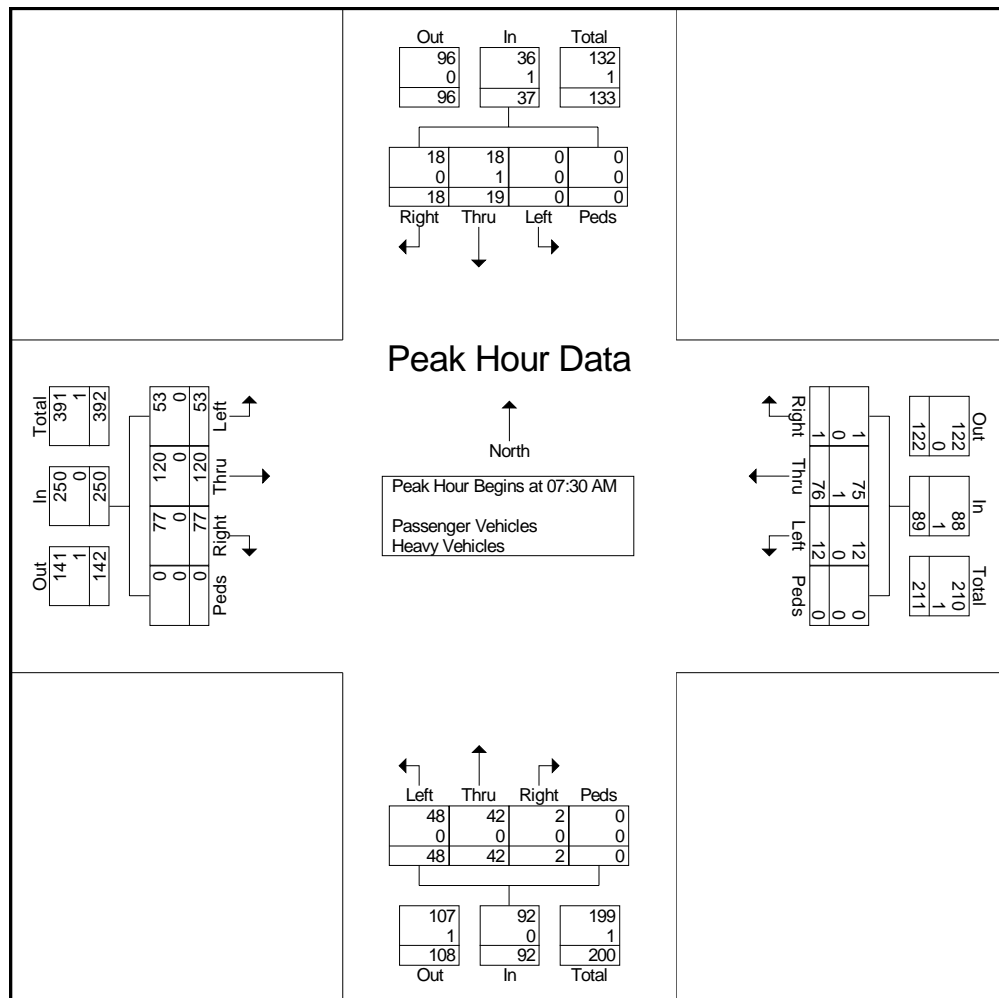 Out In Total
96 36 132
0 1 1
96 37 133
18 18 0 0
0 1 0 0
18 19 0 0
Right Thru Left Peds
Peak Hour Data
North
Peak Hour Begins at 07:30 AM
Passenger Vehicles
Heavy Vehicles
Total In Out
391 250 141
1 0 1
392 250 142
53 120 77 0
0 0 0 0
53 120 77 0
Left Thru Right Peds
Right Thru Left Peds
1 76 12 0
0 1 0 0
1 75 12 0
122 89 211
0 1 1
122 88 210
Out In Total
Left Thru Right Peds
48 42 2 0
0 0 0 0
48 42 2 0
107 92 199
1 0 1
108 92 200
Out In Total